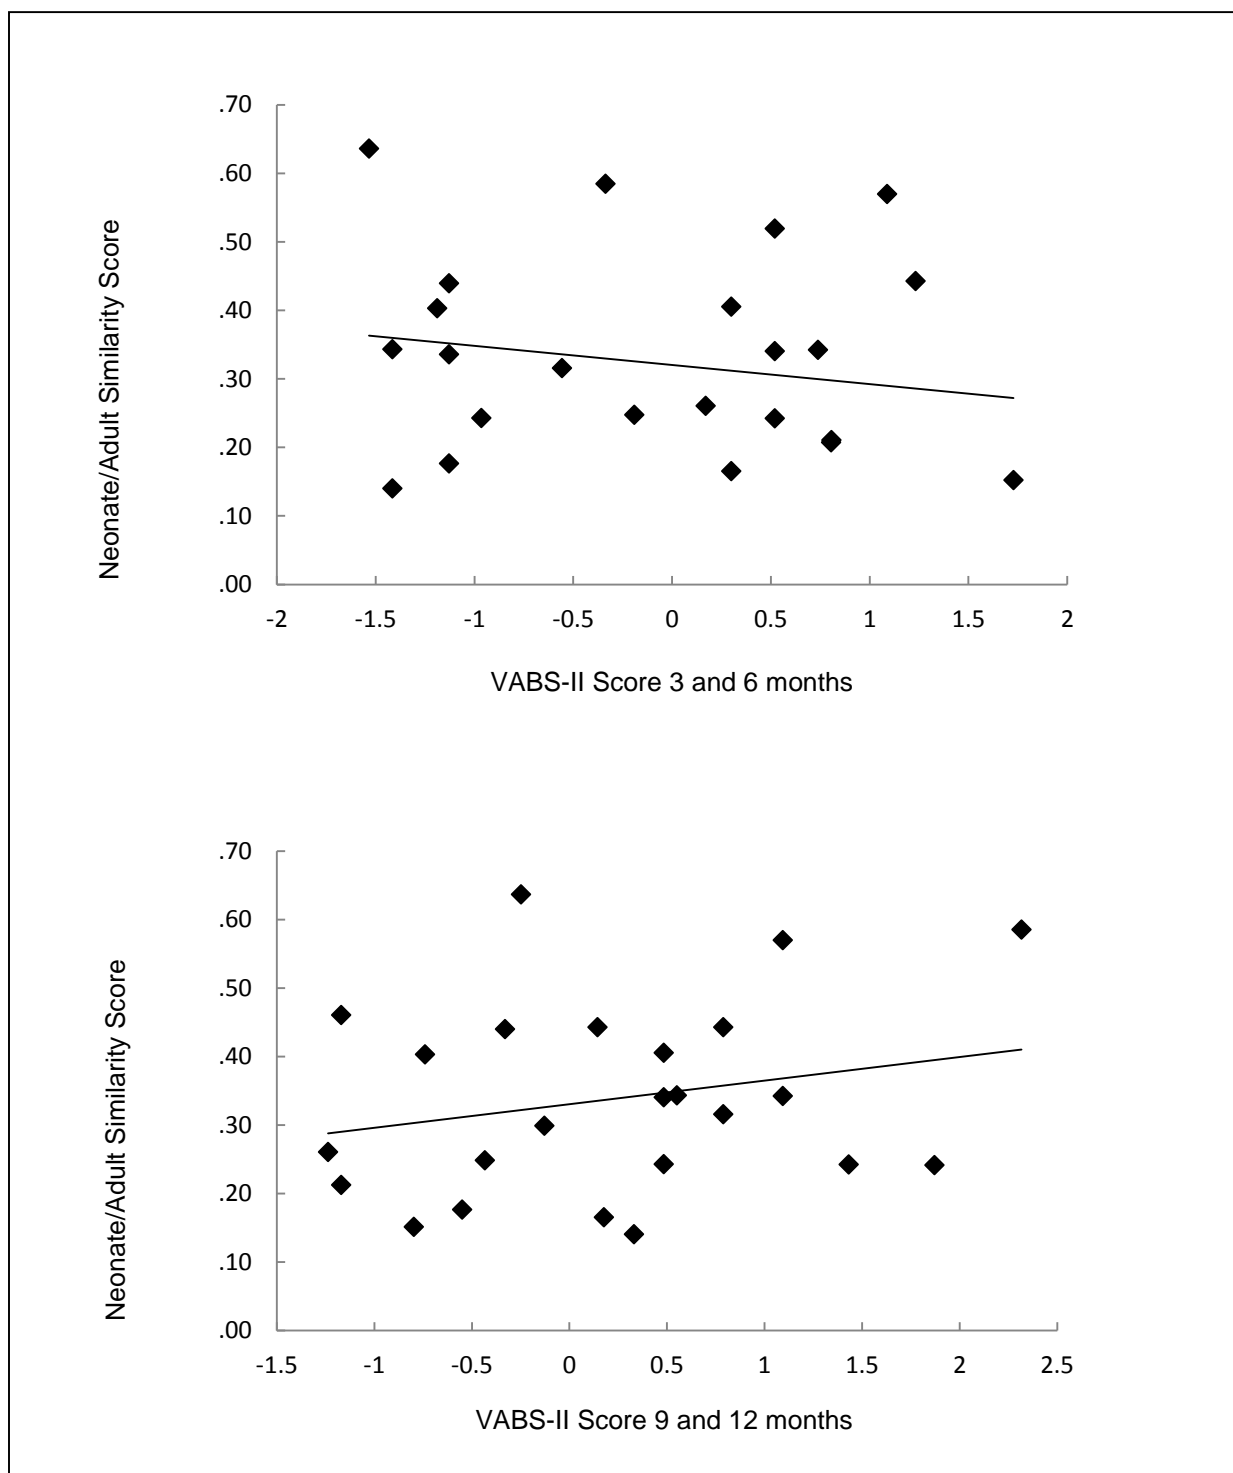 Neonate/Adult Similarity Score
.70
.60
.50
.40
.30
.20
.10
.00
-2 -1.5 -1 -0.5 0 0.5 1 1.5 2
VABS-II Score 3 and 6 months
Neonate/Adult Similarity Score
.70
.60
.50
.40
.30
.20
.10
.00
-1.5 -1 -0.5 0 0.5 1 1.5 2 2.5
VABS-II Score 9 and 12 months